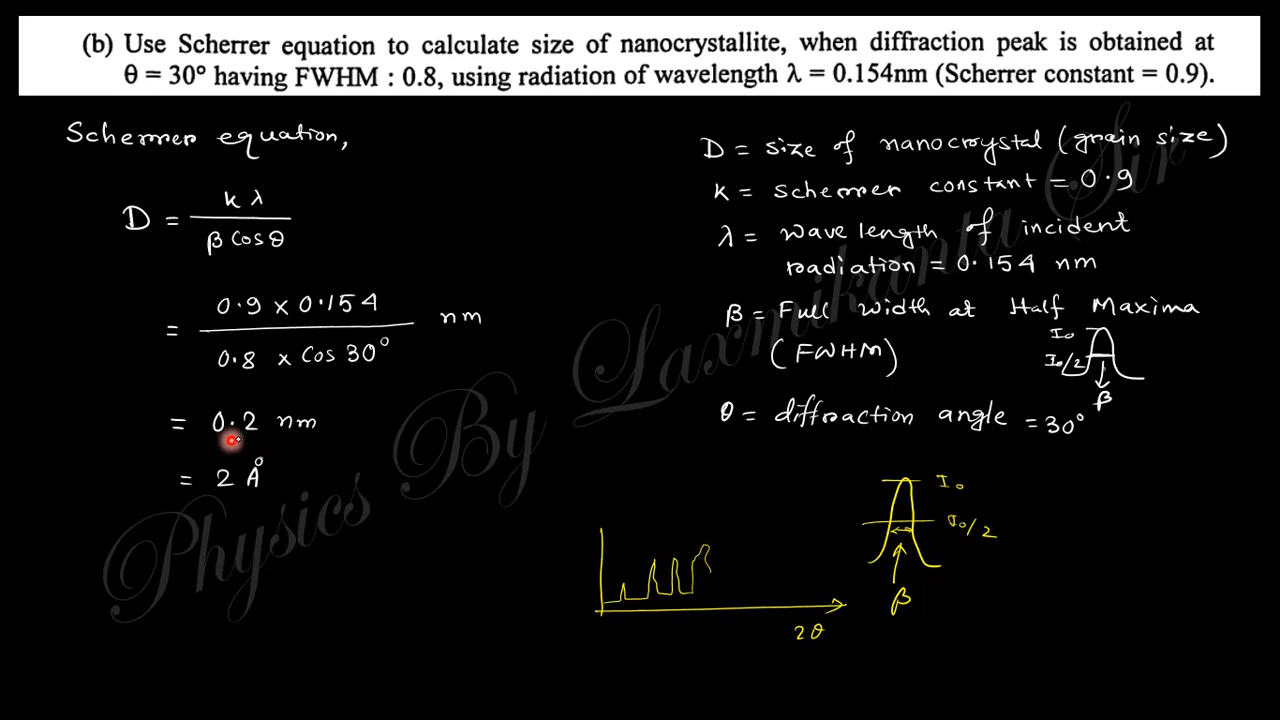 (b) Use Scherrer equation to calculate size of nanocrystallite, when diffraction peak is obtained at
θ = 30° having FWHM : 0.8, using radiation of wavelength λ = 0.154nm (Scherrer constant = 0.9).
Scherrer equation,
D = kλ / β Cosθ
= 0.9 × 0.154 / 0.8 × Cos 30° nm
= 0.2 nm
= 2 Å
D = size of nanocrystal (grain size)
K = scherrer constant = 0.9
λ = wave length of incident
radiation = 0.154 nm
β = Full width at Half Maxima
(FWHM)
I₀
I₀/2
β
θ = diffraction angle = 30°
I₀
I₀/2
β
2θ
Physics By Laxmikanta Sir